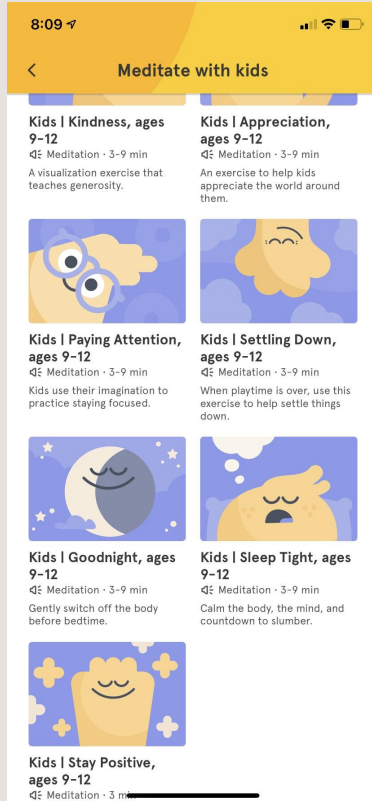 8:09
Meditate with kids
Kids | Kindness, ages
9-12
Meditation · 3-9 min
A visualization exercise that
teaches generosity.
Kids | Appreciation,
ages 9-12
Meditation · 3-9 min
An exercise to help kids
appreciate the world around
them.
Kids | Paying Attention,
ages 9-12
Meditation · 3-9 min
Kids use their imagination to
practice staying focused.
Kids | Settling Down,
ages 9-12
Meditation · 3-9 min
When playtime is over, use this
exercise to help settle things
down.
Kids | Goodnight, ages
9-12
Meditation · 3-9 min
Gently switch off the body
before bedtime.
Kids | Sleep Tight, ages
9-12
Meditation · 3-9 min
Calm the body, the mind, and
countdown to slumber.
Kids | Stay Positive,
ages 9-12
Meditation · 3 min